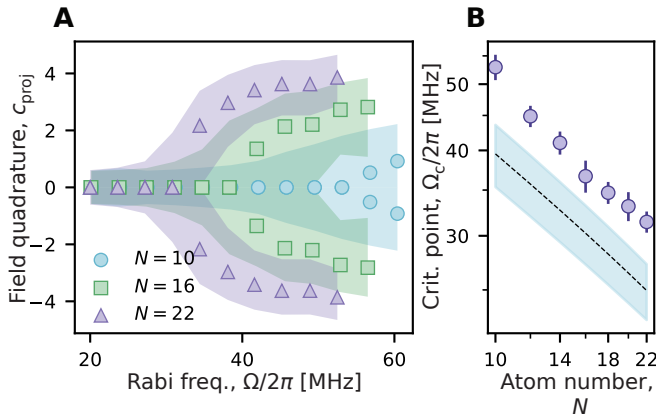 A
B
Field quadrature, c_proj
4
2
0
−2
−4
N = 10
N = 16
N = 22
20
40
60
Rabi freq., Ω/2π [MHz]
Crit. point, Ω_c/2π [MHz]
50
40
30
10
14
18
22
Atom number,
N